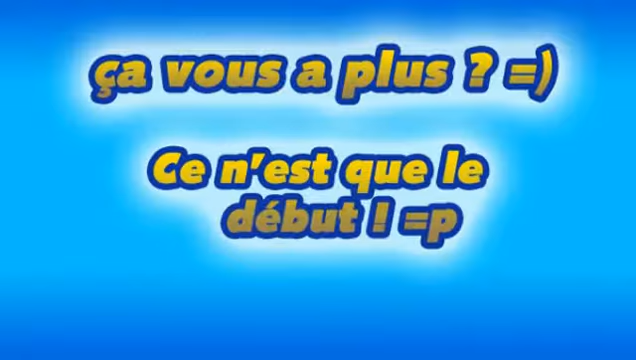 ça vous a plus ? =)
Ce n'est que le
début ! =p